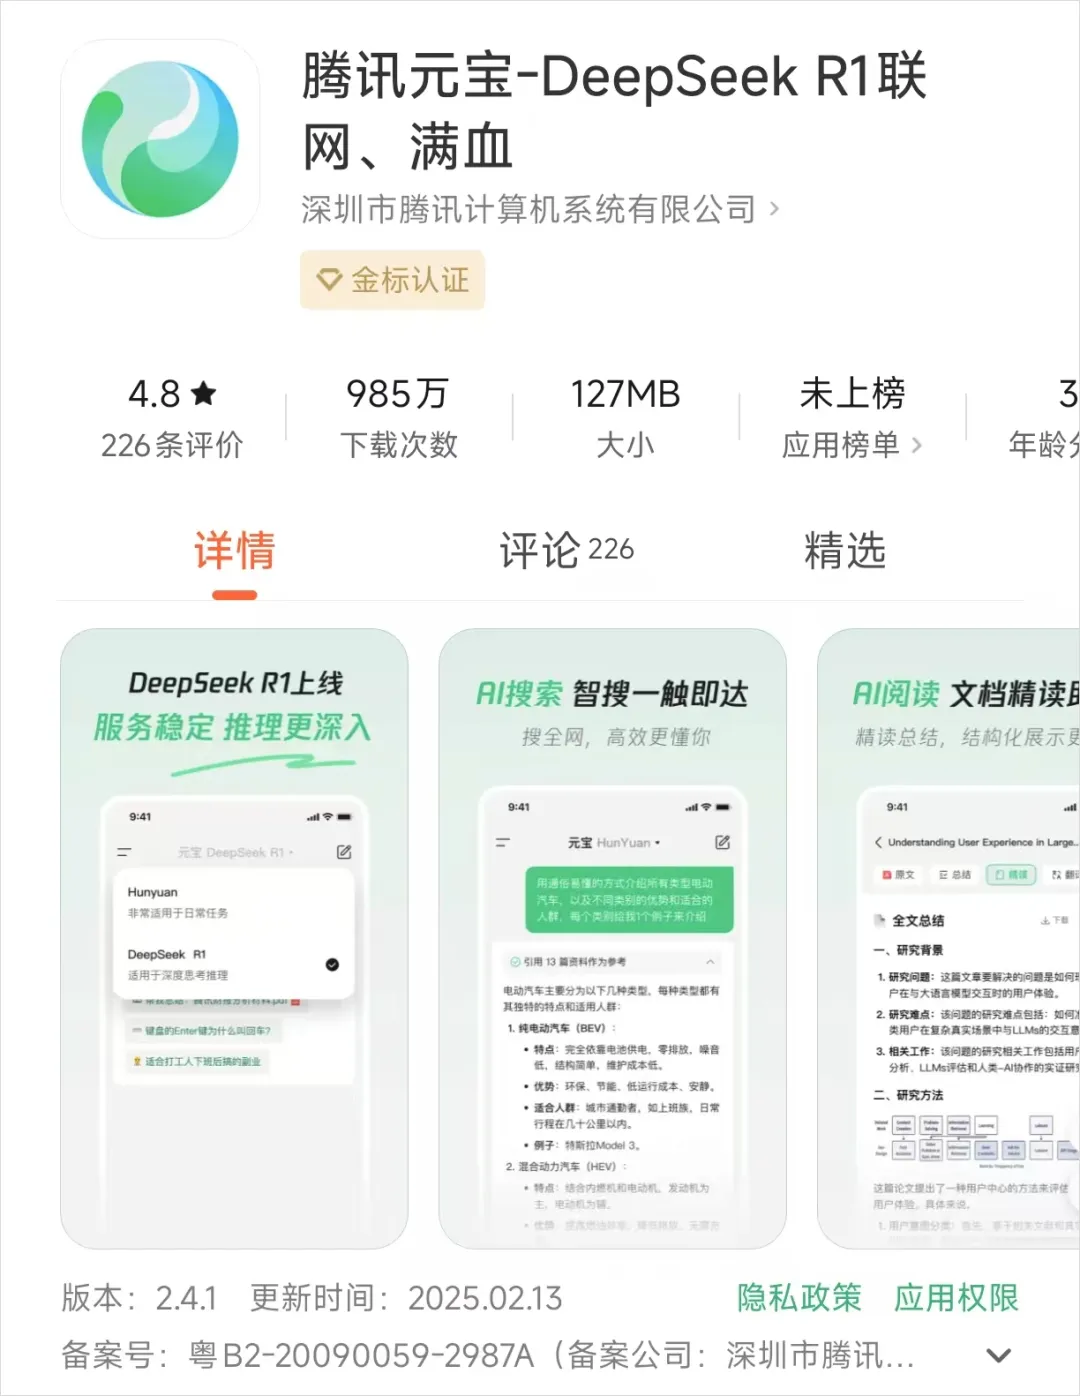 腾讯元宝-DeepSeek R1联
网、满血
深圳市腾讯计算机系统有限公司
金标认证
4.8 ★
226条评价
985万
下载次数
127MB
大小
未上榜
应用榜单
3
年龄分
详情
评论 226
精选
DeepSeek R1上线
服务稳定 推理更深入
9:41
元宝 DeepSeek R1
Hunyuan
非常适用于日常任务
DeepSeek R1
适用于深度思考推理
键盘的Enter键为什么叫回车?
适合打工人下班后搞的副业
AI搜索 智搜一触即达
搜全网，高效更懂你
9:41
元宝 HunYuan
用通俗易懂的方式介绍所有类型电动
汽车、以及不同类别的优势和适合的
人群，每个类别给我1个例子来介绍
引用 13 篇资料作为参考
电动汽车主要分为以下几种类型，每种类型都有
其独特的特点和适用人群：
1. 纯电动汽车（BEV）：
• 特点：完全依靠电池供电、零排放，噪音
低、结构简单，维护成本低。
• 优势：环保、节能、低运行成本、安静。
• 适合人群：城市通勤者，如上班族，日常
行程在几十公里以内。
• 例子：特斯拉Model 3。
2. 混合动力汽车（HEV）：
• 特点：结合内燃机和电动机，发动机为
主，电动机为辅。
AI阅读 文档精读
精读总结，结构化展示更
9:41
Understanding User Experience in Large...
原文
总结
精读
翻译
全文总结
下载
一、研究背景
1. 研究问题：这篇文章要解决的问题是如何
户在与大语言模型交互时的用户体验。
2. 研究难点：该问题的研究难点包括：如何
类用户在复杂真实场景中与LLMs的交互意
3. 相关工作：该问题的研究相关工作包括用户
分析、LLMs评估和人类-AI协作的实证研
二、研究方法
这篇论文提出了一种用户中心的方法来评估
用户体验。具体来说，
版本：2.4.1 更新时间：2025.02.13
隐私政策 应用权限
备案号：粤B2-20090059-2987A（备案公司：深圳市腾讯...